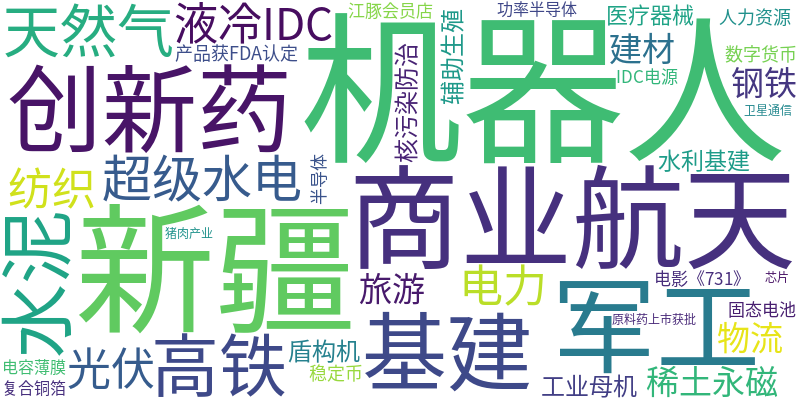 天然气
液冷IDC
江豚会员店
功率半导体
医疗器械
人力资源
产品获FDA认定
机器人
辅助生殖
建材
数字货币
创新药
核污染防治
IDC电源
钢铁
卫星通信
纺织
超级水电
半导体
商业航天
水利基建
水泥
新疆
猪肉产业
旅游
电力
军工
电影《731》
芯片
固态电池
原料药上市获批
物流
光伏
高铁
盾构机
基建
电容薄膜
稳定币
复合铜箔
工业母机
稀土永磁